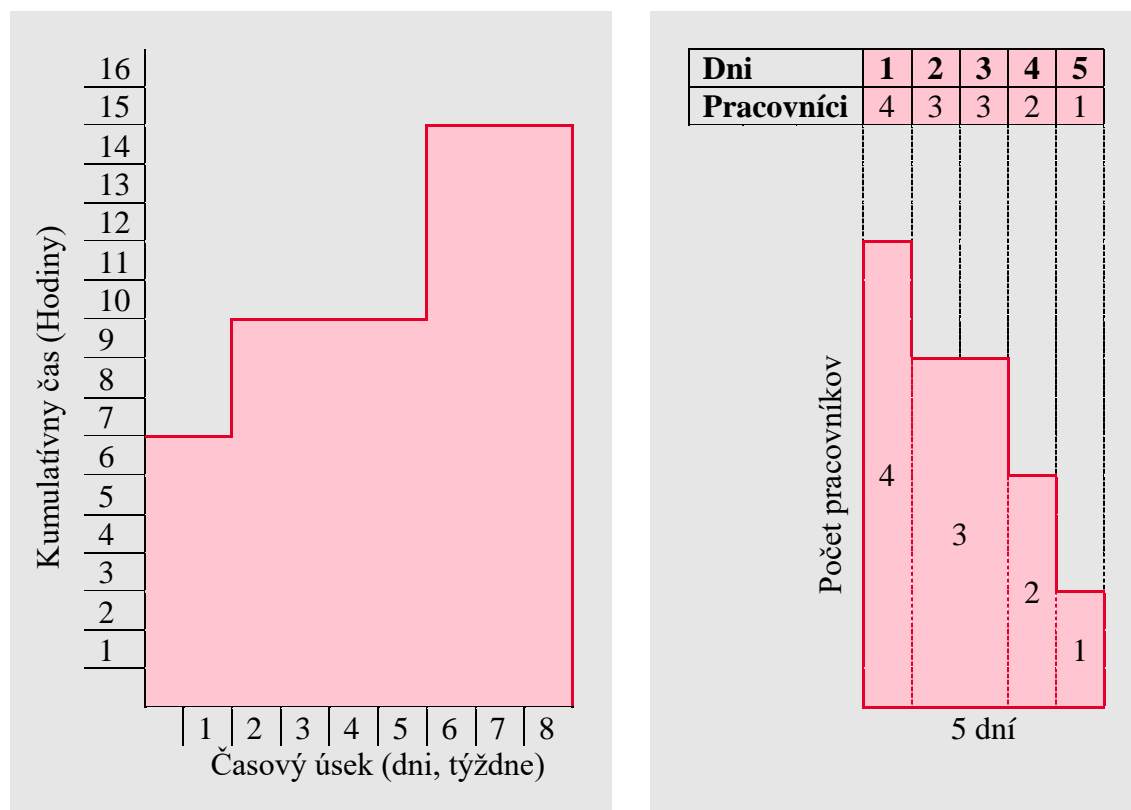 16
15
14
13
12
11
10
9
8
7
6
5
4
3
2
1
Kumulatívny čas (Hodiny)
1 2 3 4 5 6 7 8
Časový úsek (dni, týždne)
Dni 1 2 3 4 5
Pracovníci 4 3 3 2 1
Počet pracovníkov
4
3
2
1
5 dní